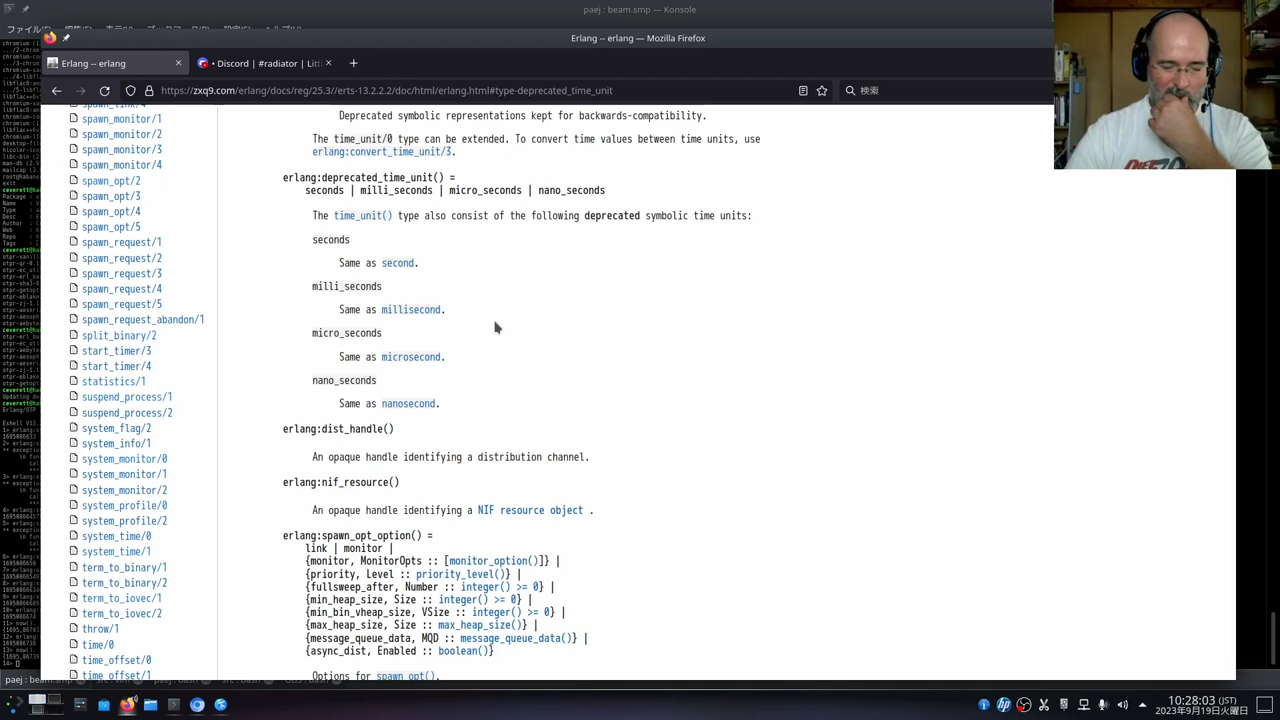 paej : beam.smp — Konsole
Erlang -- erlang — Mozilla Firefox
Erlang -- erlang
• Discord | #radiator | Littl
https://zxq9.com/erlang/docs/reg/25.3//erts-13.2.2.2/doc/html/erlang.html#type-deprecated_time_unit
検索
spawn_link/4
spawn_monitor/1
spawn_monitor/2
spawn_monitor/3
spawn_monitor/4
spawn_opt/2
spawn_opt/3
spawn_opt/4
spawn_opt/5
spawn_request/1
spawn_request/2
spawn_request/3
spawn_request/4
spawn_request/5
spawn_request_abandon/1
split_binary/2
start_timer/3
start_timer/4
statistics/1
suspend_process/1
suspend_process/2
system_flag/2
system_info/1
system_monitor/0
system_monitor/1
system_monitor/2
system_profile/0
system_profile/2
system_time/0
system_time/1
term_to_binary/1
term_to_binary/2
term_to_iovec/1
term_to_iovec/2
throw/1
time/0
time_offset/0
time_offset/1
Deprecated symbolic representations kept for backwards-compatibility.
The time_unit/0 type can be extended. To convert time values between time units, use
erlang:convert_time_unit/3.
erlang:deprecated_time_unit() =
seconds | milli_seconds | micro_seconds | nano_seconds
The time_unit() type also consist of the following deprecated symbolic time units:
seconds
Same as second.
milli_seconds
Same as millisecond.
micro_seconds
Same as microsecond.
nano_seconds
Same as nanosecond.
erlang:dist_handle()
An opaque handle identifying a distribution channel.
erlang:nif_resource()
An opaque handle identifying a NIF resource object .
erlang:spawn_opt_option() =
link | monitor |
{monitor, MonitorOpts :: [monitor_option()]} |
{priority, Level :: priority_level()} |
{fullsweep_after, Number :: integer() >= 0} |
{min_heap_size, Size :: integer() >= 0} |
{min_bin_vheap_size, VSize :: integer() >= 0} |
{max_heap_size, Size :: max_heap_size()} |
{message_queue_data, MQD :: message_queue_data()} |
{async_dist, Enabled :: boolean()}
Options for spawn_opt().
10:28:03 (JST)
2023年9月19日火曜日